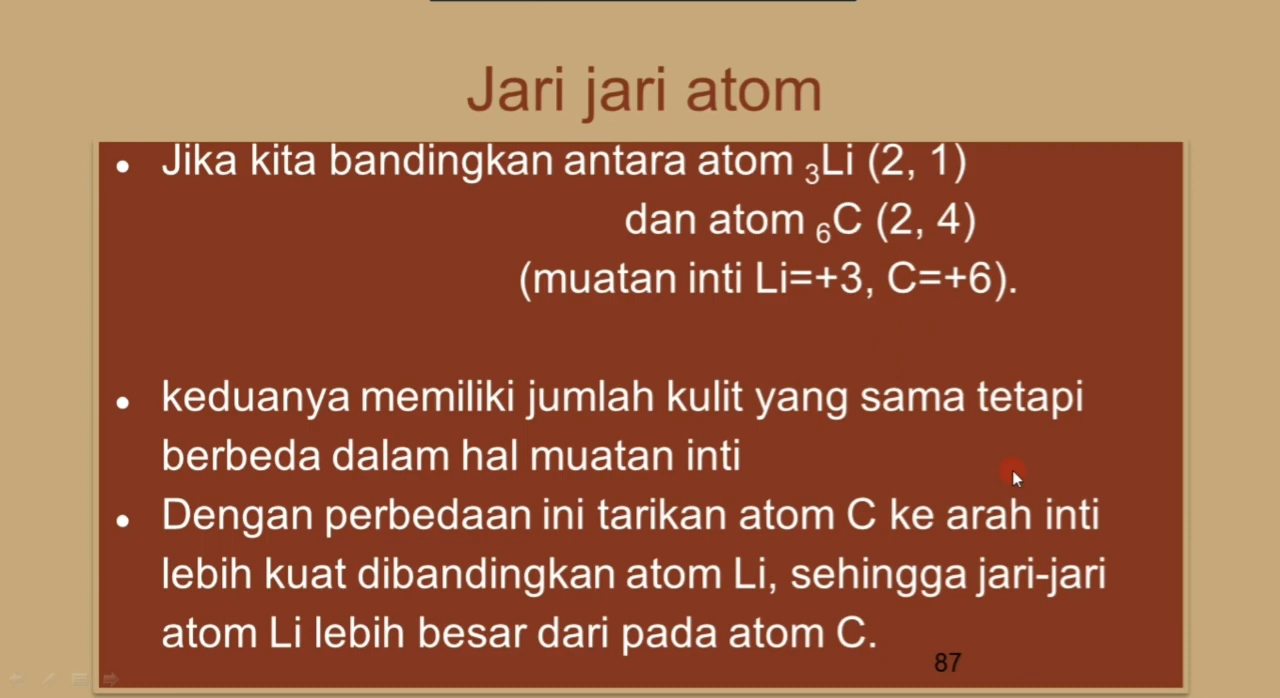 Jari jari atom
• Jika kita bandingkan antara atom ₃Li (2, 1)
dan atom ₆C (2, 4)
(muatan inti Li=+3, C=+6).
• keduanya memiliki jumlah kulit yang sama tetapi
berbeda dalam hal muatan inti
• Dengan perbedaan ini tarikan atom C ke arah inti
lebih kuat dibandingkan atom Li, sehingga jari-jari
atom Li lebih besar dari pada atom C.
87